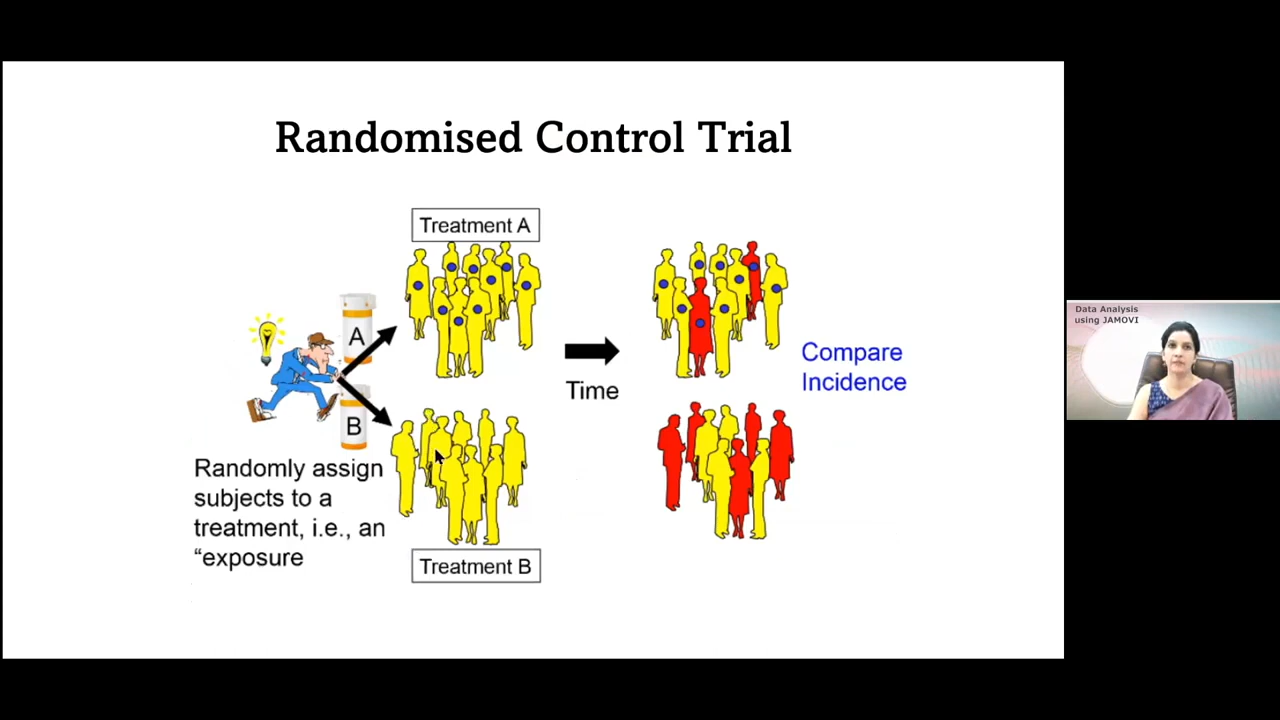 Randomised Control Trial
Treatment A
A
B
Time
Compare
Incidence
Randomly assign
subjects to a
treatment, i.e., an
“exposure
Treatment B
Data Analysis
using JAMOVI